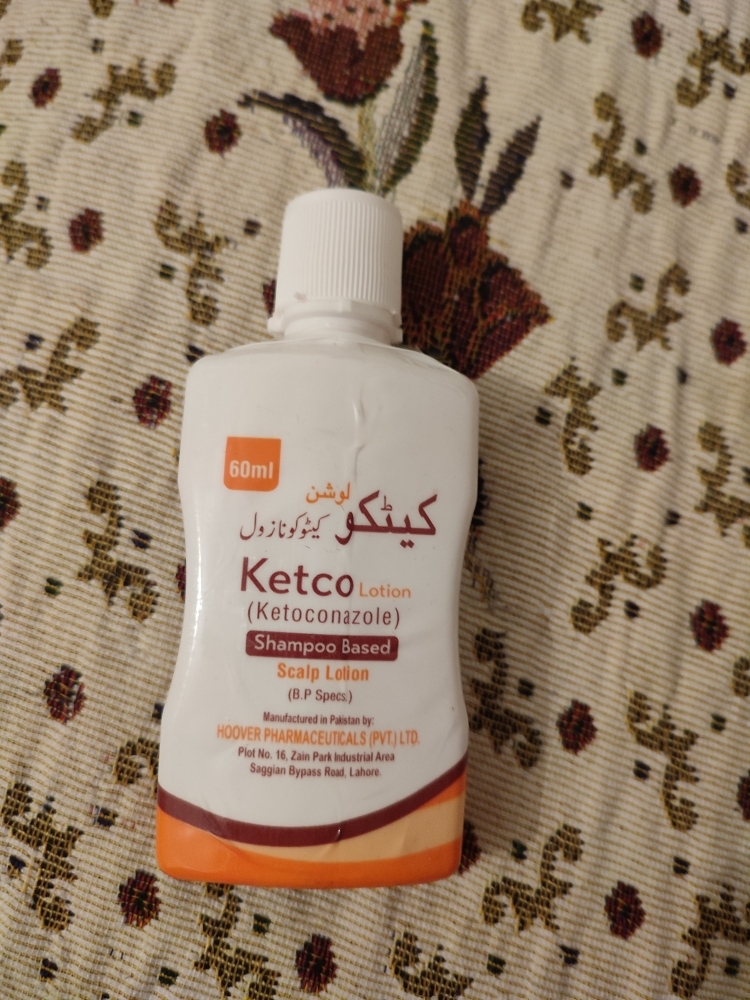 60ml
لوشن
کیٹکو کیٹوکونازول
Ketco Lotion
(Ketoconazole)
Shampoo Based
Scalp Lotion
(B.P Specs.)
Manufactured in Pakistan by:
HOOVER PHARMACEUTICALS (PVT.) LTD.
Plot No. 16, Zain Park Industrial Area
Saggian Bypass Road, Lahore.